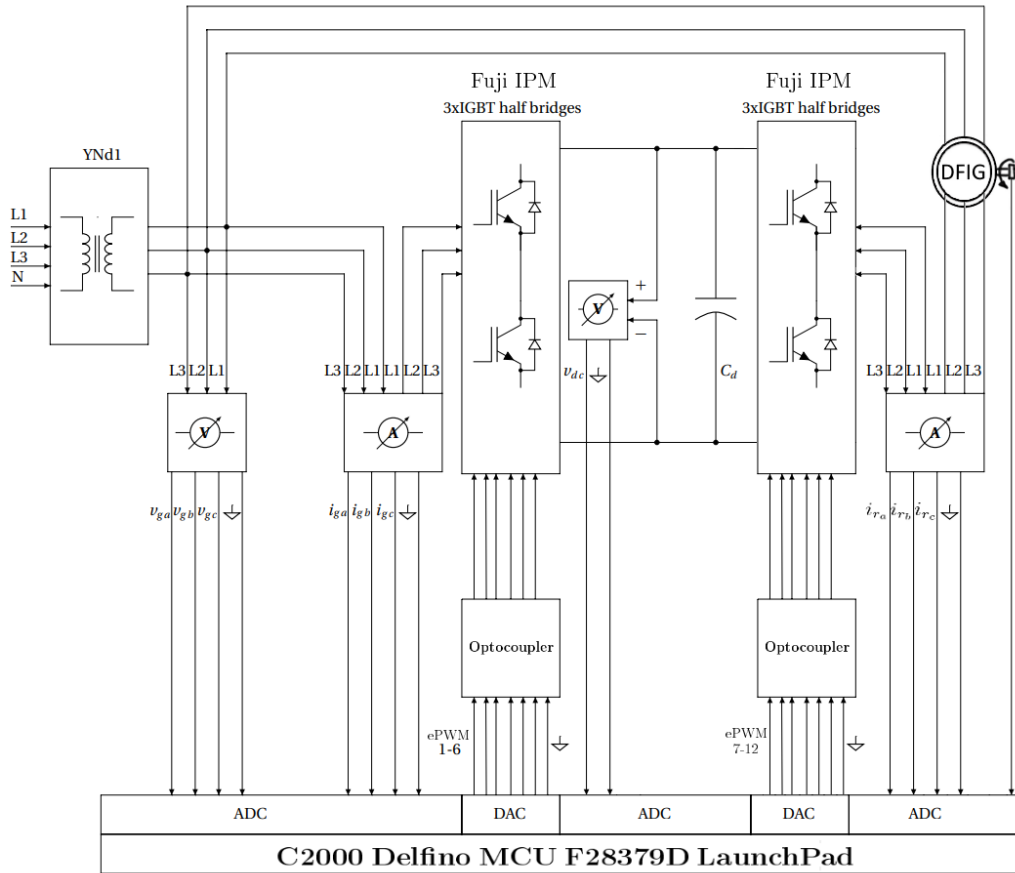 Fuji IPM
3xIGBT half bridges
Fuji IPM
3xIGBT half bridges
YNd1
DFIG
L1
L2
L3
N
+
V
−
v_dc
C_d
L3 L2 L1
L3 L2 L1 L1 L2 L3
L3 L2 L1 L1 L2 L3
V
A
A
v_ga v_gb v_gc
i_ga i_gb i_gc
i_ra i_rb i_rc
Optocoupler
Optocoupler
ePWM
1-6
ePWM
7-12
ADC
DAC
ADC
DAC
ADC
C2000 Delfino MCU F28379D LaunchPad